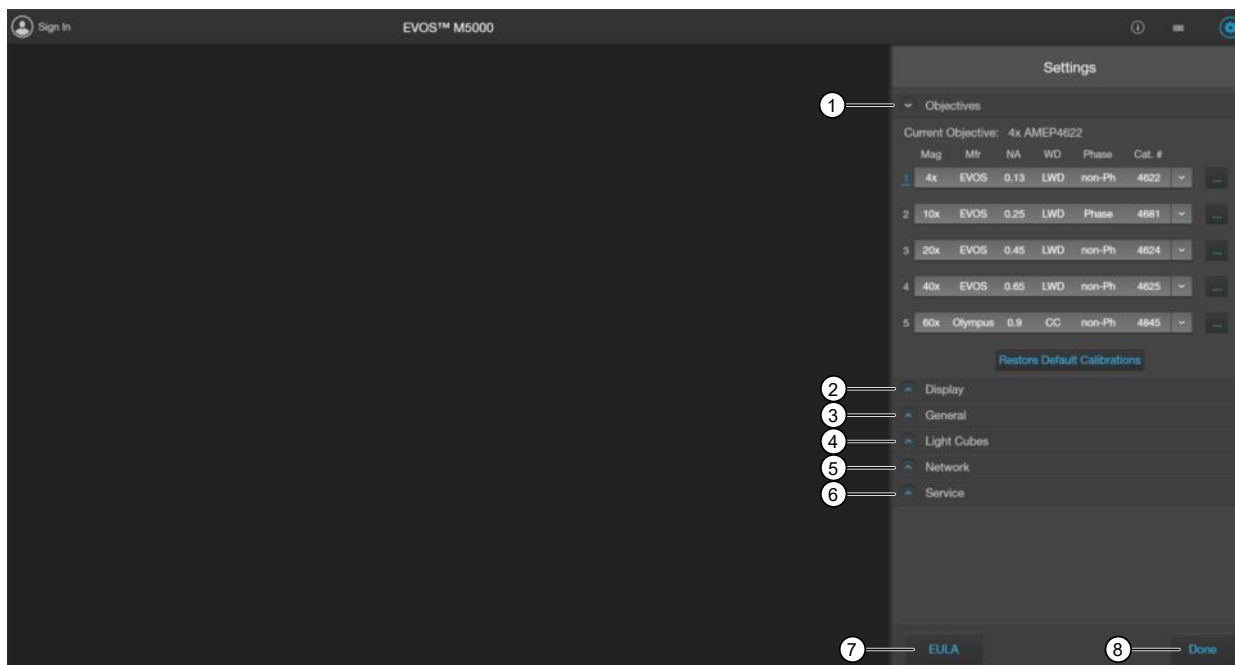 Sign In
EVOS™ M5000
Settings
1
Objectives
Current Objective: 4x AMEP4622
Mag Mfr NA WD Phase Cat. #
1 4x EVOS 0.13 LWD non-Ph 4622 ...
2 10x EVOS 0.25 LWD Phase 4681 ...
3 20x EVOS 0.45 LWD non-Ph 4624 ...
4 40x EVOS 0.65 LWD non-Ph 4625 ...
5 60x Olympus 0.9 CC non-Ph 4845 ...
Restore Default Calibrations
2 Display
3 General
4 Light Cubes
5 Network
6 Service
7 EULA
8 Done